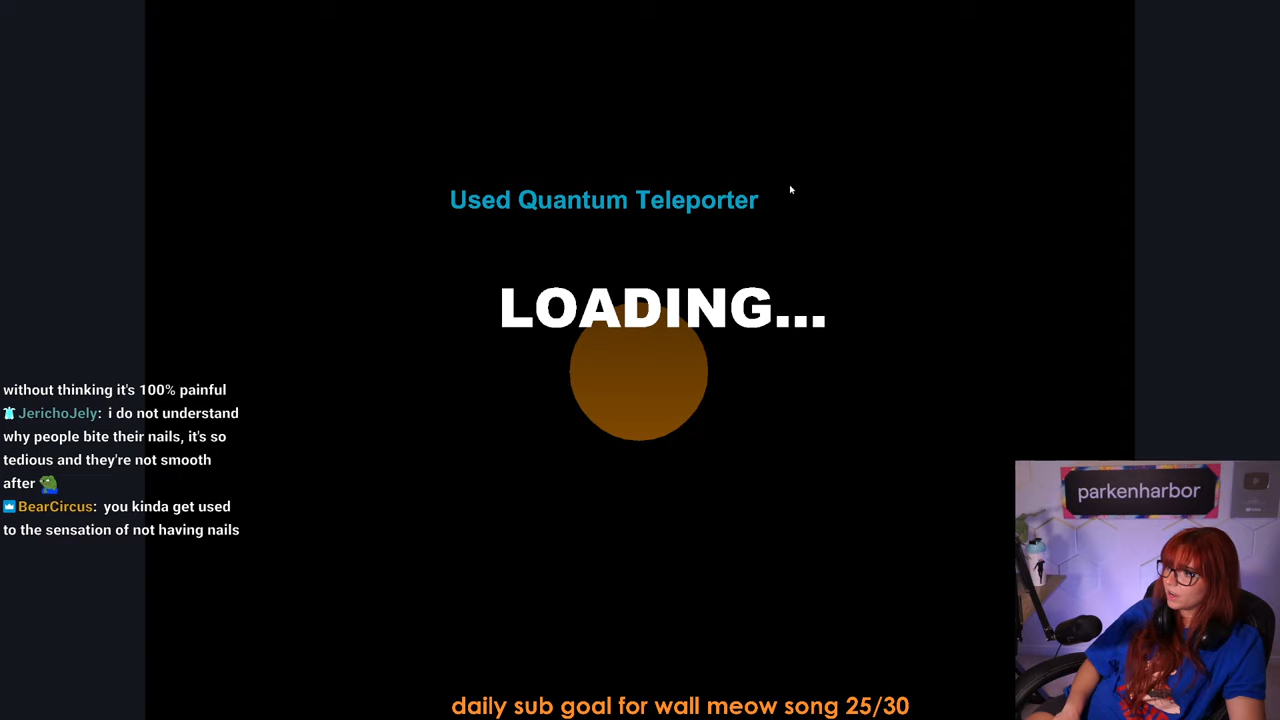 Used Quantum Teleporter
LOADING...
without thinking it's 100% painful
JerichoJely: i do not understand
why people bite their nails, it's so
tedious and they're not smooth
after
BearCircus: you kinda get used
to the sensation of not having nails
parkenharbor
daily sub goal for wall meow song 25/30